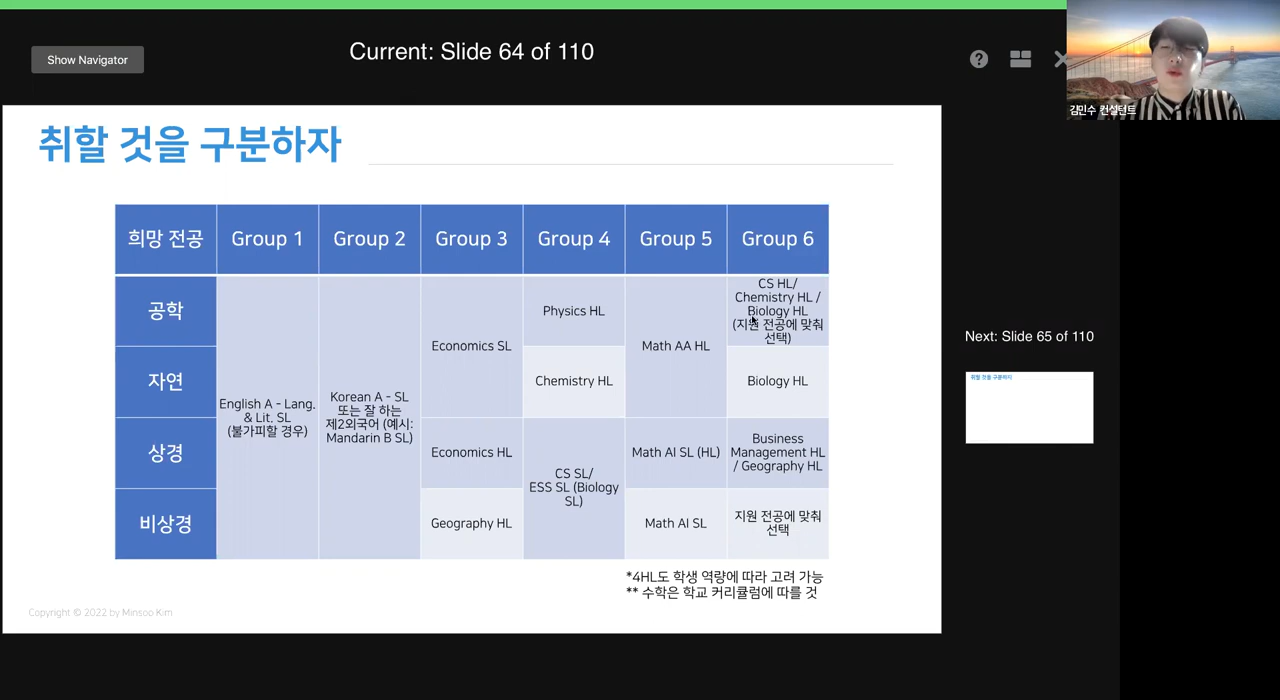 Show Navigator
Current: Slide 64 of 110
?
김민수 컨설턴트
취할 것을 구분하자
희망 전공
Group 1
Group 2
Group 3
Group 4
Group 5
Group 6
공학
자연
상경
비상경
English A - Lang.
& Lit. SL
(불가피할 경우)
Korean A - SL
또는 잘 하는
제2외국어 (예시:
Mandarin B SL)
Economics SL
Economics HL
Geography HL
Physics HL
Chemistry HL
CS SL/
ESS SL (Biology
SL)
Math AA HL
Math AI SL (HL)
Math AI SL
CS HL/
Chemistry HL /
Biology HL
(지원 전공에 맞춰
선택)
Biology HL
Business
Management HL
/ Geography HL
지원 전공에 맞춰
선택
*4HL도 학생 역량에 따라 고려 가능
** 수학은 학교 커리큘럼에 따를 것
Copyright © 2022 by Minsoo Kim
Next: Slide 65 of 110
취할 것을 구분하자